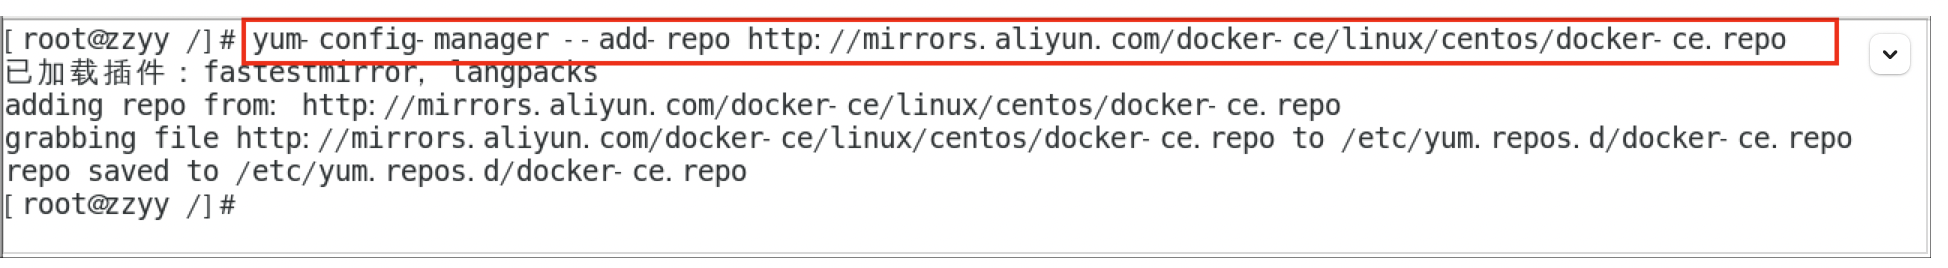 [root@zzyy /]# yum-config-manager --add-repo http://mirrors.aliyun.com/docker-ce/linux/centos/docker-ce.repo
已加载插件：fastestmirror, langpacks
adding repo from: http://mirrors.aliyun.com/docker-ce/linux/centos/docker-ce.repo
grabbing file http://mirrors.aliyun.com/docker-ce/linux/centos/docker-ce.repo to /etc/yum.repos.d/docker-ce.repo
repo saved to /etc/yum.repos.d/docker-ce.repo
[root@zzyy /]#